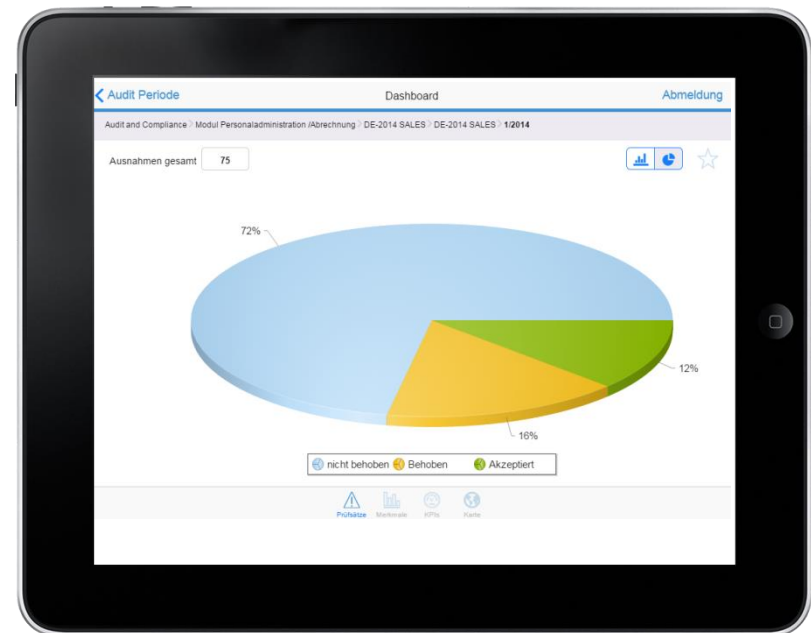 Audit Periode
Dashboard
Abmeldung
Audit and Compliance > Modul Personaladministration /Abrechnung > DE-2014 SALES > DE-2014 SALES > 1/2014
Ausnahmen gesamt 75
72%
12%
16%
nicht behoben Behoben Akzeptiert
Prüfsätze Merkmale KPIs Karte